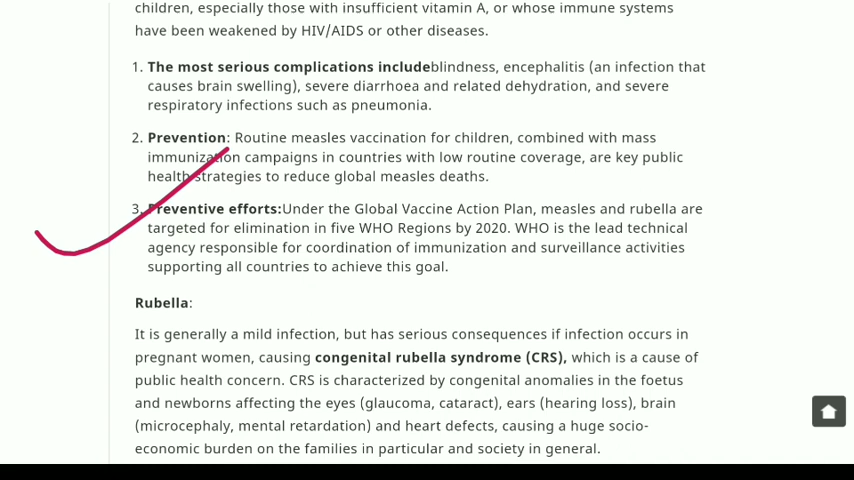 children, especially those with insufficient vitamin A, or whose immune systems
have been weakened by HIV/AIDS or other diseases.
1. The most serious complications includeblindness, encephalitis (an infection that
causes brain swelling), severe diarrhoea and related dehydration, and severe
respiratory infections such as pneumonia.
2. Prevention: Routine measles vaccination for children, combined with mass
immunization campaigns in countries with low routine coverage, are key public
health strategies to reduce global measles deaths.
3. Preventive efforts:Under the Global Vaccine Action Plan, measles and rubella are
targeted for elimination in five WHO Regions by 2020. WHO is the lead technical
agency responsible for coordination of immunization and surveillance activities
supporting all countries to achieve this goal.
Rubella:
It is generally a mild infection, but has serious consequences if infection occurs in
pregnant women, causing congenital rubella syndrome (CRS), which is a cause of
public health concern. CRS is characterized by congenital anomalies in the foetus
and newborns affecting the eyes (glaucoma, cataract), ears (hearing loss), brain
(microcephaly, mental retardation) and heart defects, causing a huge socio-
economic burden on the families in particular and society in general.